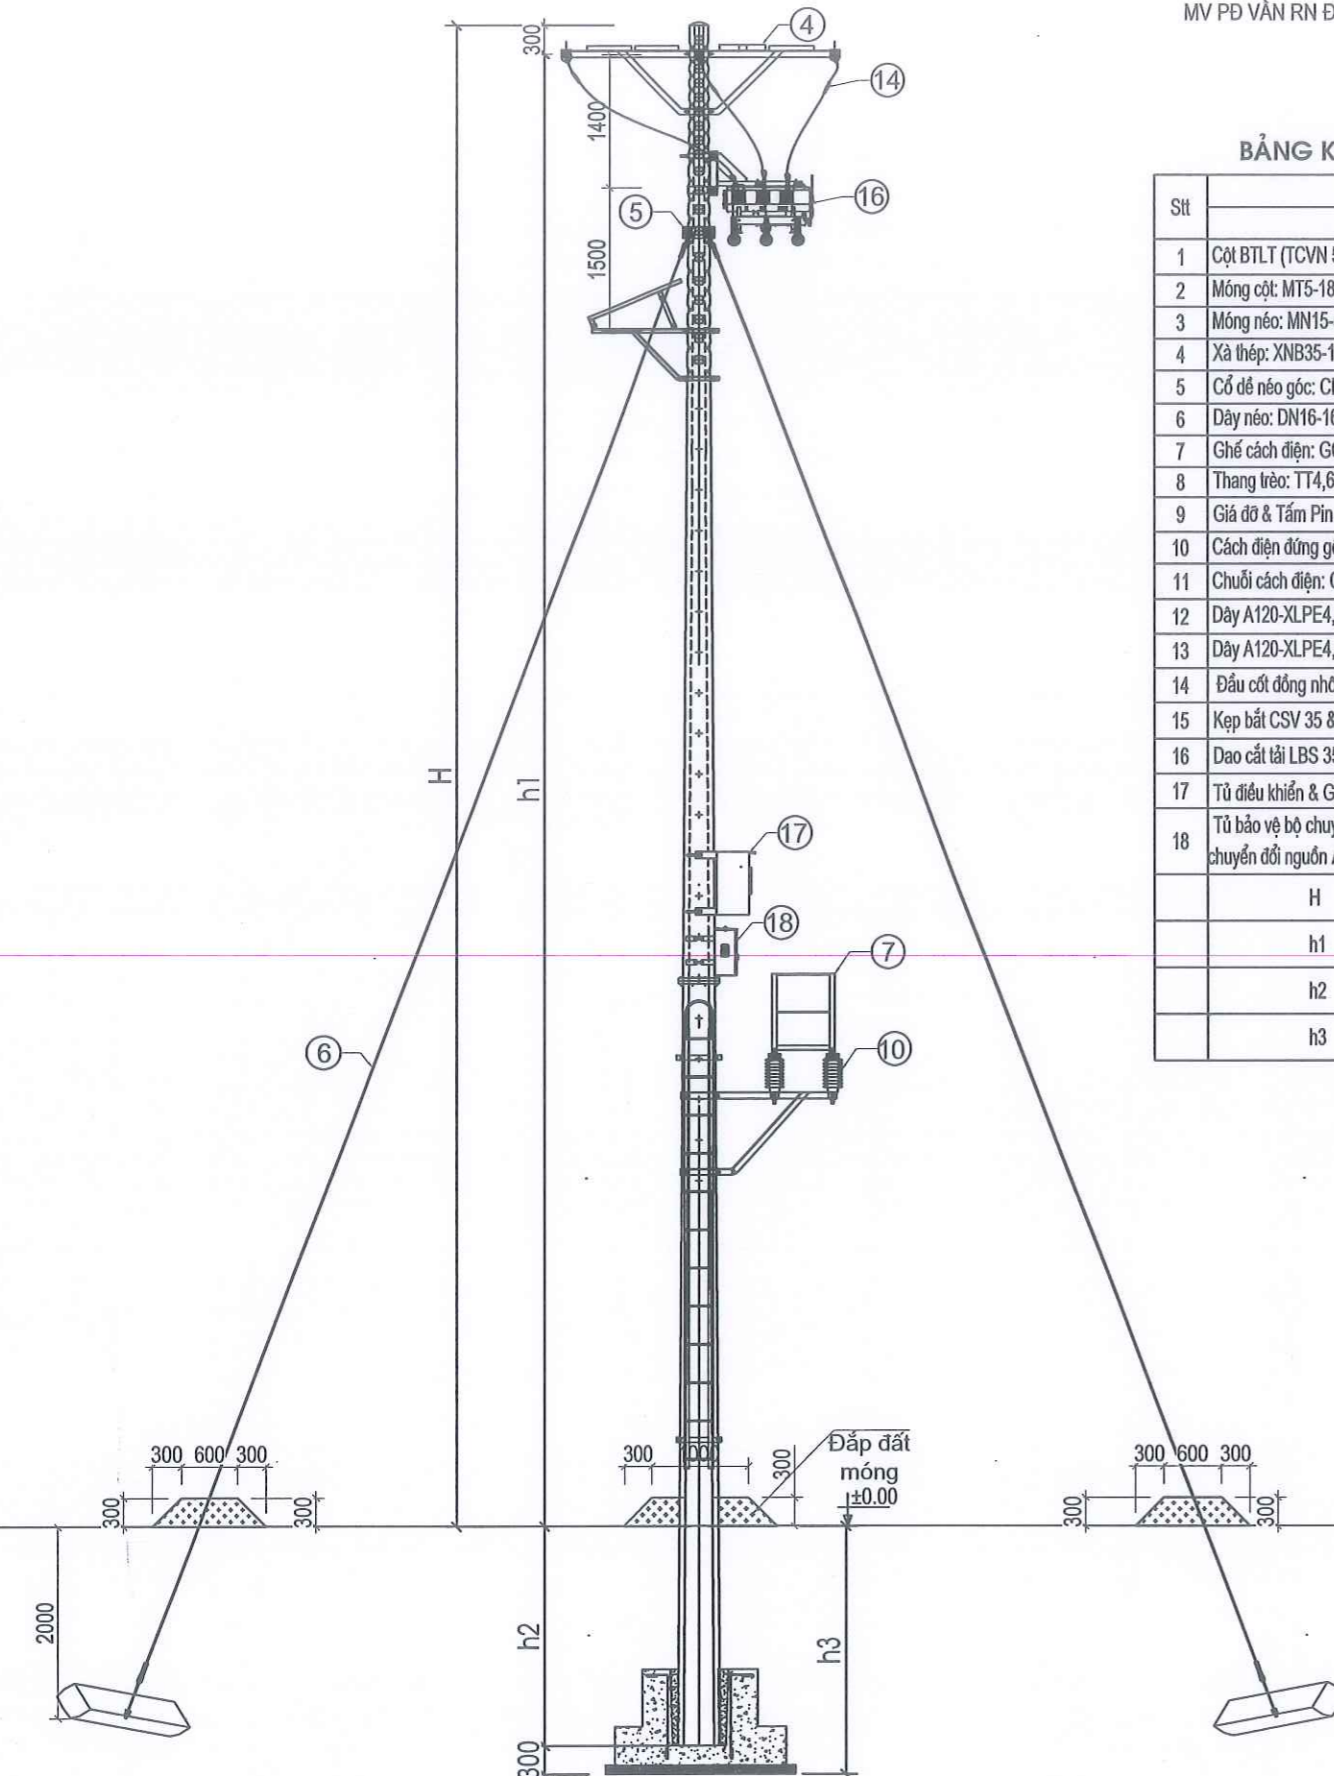 MV PĐ VÂN RN Đ
300
4
14
1400
16
5
1500
BẢNG K
Stt
1 Cột BTLT (TCVN 5
2 Móng cột: MT5-18
3 Móng néo: MN15-
4 Xà thép: XNB35-1
5 Cổ dề néo góc: CD
6 Dây néo: DN16-16
7 Ghế cách điện: G
8 Thang trèo: TT4,6
9 Giá đỡ & Tấm Pin
10 Cách điện đứng g
11 Chuỗi cách điện:
12 Dây A120-XLPE4,
13 Dây A120-XLPE4,
14 Đầu cốt đồng nhô
15 Kẹp bắt CSV 35 &
16 Dao cắt tải LBS 35
17 Tủ điều khiển & G
18 Tủ bảo vệ bộ chuy
chuyển đổi nguồn
H
h1
h2
h3
H
h1
17
18
7
6
10
300 600 300
300
300
300
300
Đắp đất
móng
±0.00
300 600 300
300
300
2000
h2
h3
300